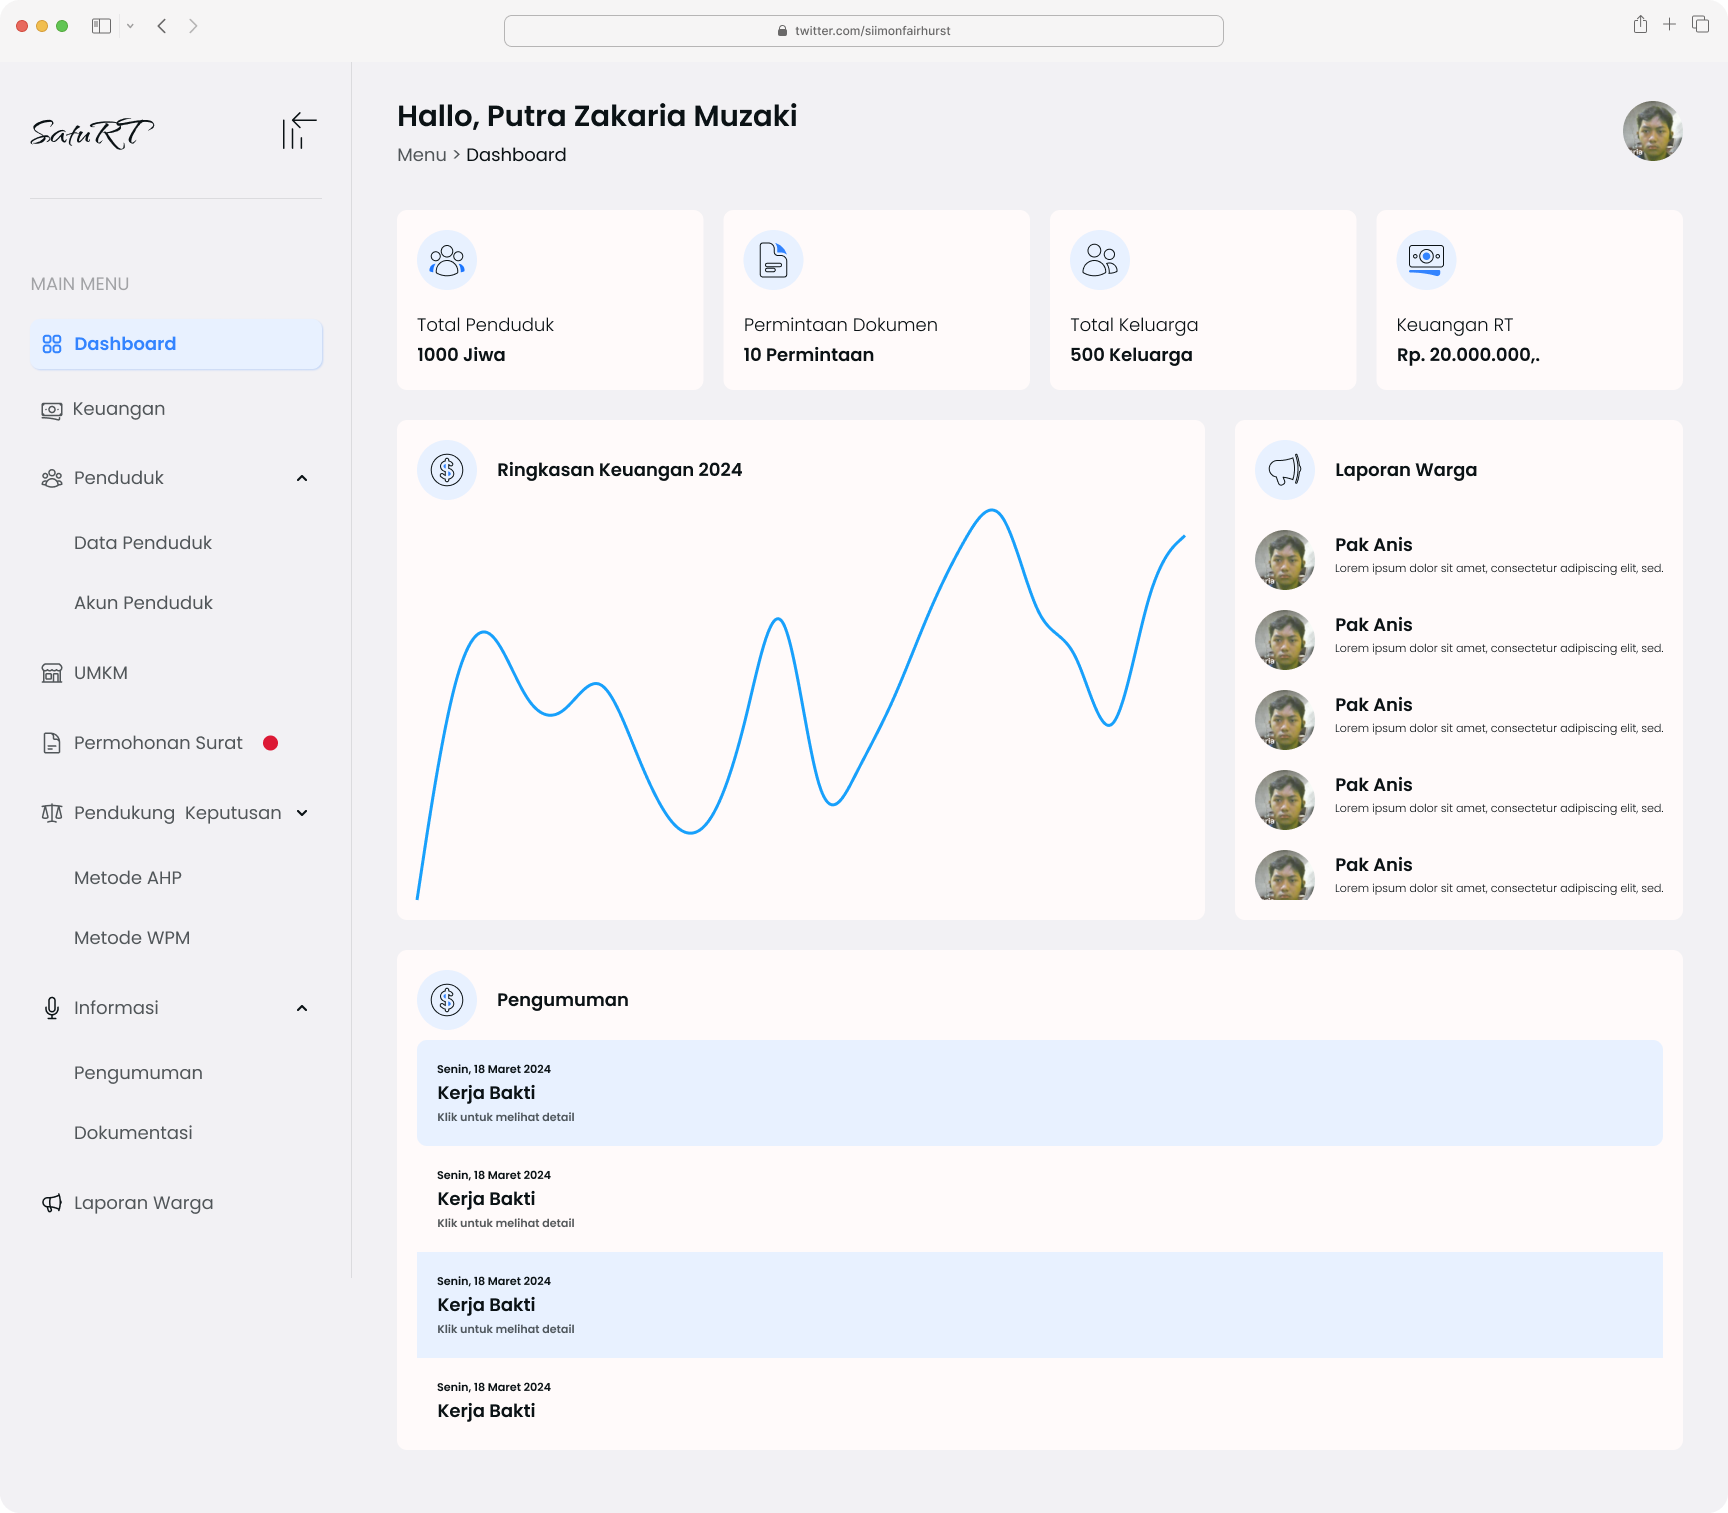 twitter.com/siimonfairhurst
SatuRT
MAIN MENU
Dashboard
Keuangan
Penduduk
Data Penduduk
Akun Penduduk
UMKM
Permohonan Surat
Pendukung Keputusan
Metode AHP
Metode WPM
Informasi
Pengumuman
Dokumentasi
Laporan Warga
Hallo, Putra Zakaria Muzaki
Menu > Dashboard
Total Penduduk
1000 Jiwa
Permintaan Dokumen
10 Permintaan
Total Keluarga
500 Keluarga
Keuangan RT
Rp. 20.000.000,.
Ringkasan Keuangan 2024
Laporan Warga
Pak Anis
Lorem ipsum dolor sit amet, consectetur adipiscing elit, sed.
Pak Anis
Lorem ipsum dolor sit amet, consectetur adipiscing elit, sed.
Pak Anis
Lorem ipsum dolor sit amet, consectetur adipiscing elit, sed.
Pak Anis
Lorem ipsum dolor sit amet, consectetur adipiscing elit, sed.
Pak Anis
Lorem ipsum dolor sit amet, consectetur adipiscing elit, sed.
Pengumuman
Senin, 18 Maret 2024
Kerja Bakti
Klik untuk melihat detail
Senin, 18 Maret 2024
Kerja Bakti
Klik untuk melihat detail
Senin, 18 Maret 2024
Kerja Bakti
Klik untuk melihat detail
Senin, 18 Maret 2024
Kerja Bakti